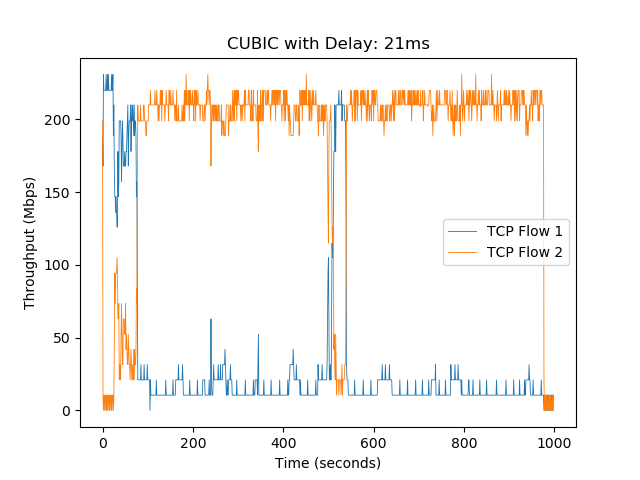 CUBIC with Delay: 21ms
Throughput (Mbps)
200
150
100
50
0
TCP Flow 1
TCP Flow 2
0 200 400 600 800 1000
Time (seconds)